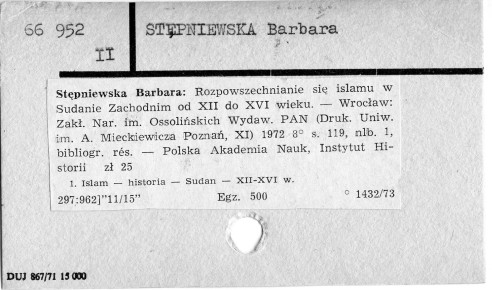 66 952
II
STĘPNIEWSKA Barbara
Stępniewska Barbara: Rozpowszechnianie się islamu w
Sudanie Zachodnim od XII do XVI wieku. — Wrocław:
Zakł. Nar. im. Ossolińskich Wydaw. PAN (Druk. Uniw.
im. A. Mieckiewicza Poznań, XI) 1972 8° s. 119, nlb. 1,
bibliogr. rés. — Polska Akademia Nauk, Instytut Hi-
storii zł 25
1. Islam — historia — Sudan — XII-XVI w.
297:962]"11/15" Egz. 500 ° 1432/73
DUJ 867/71 15 000